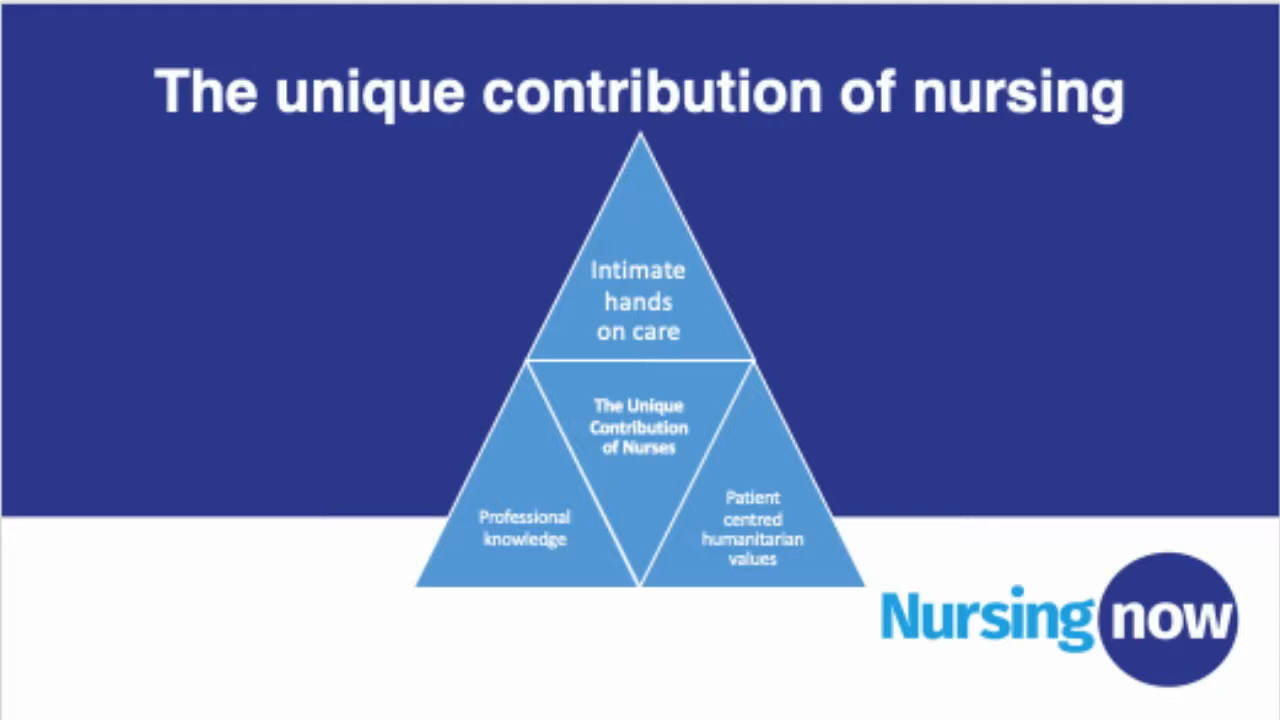 The unique contribution of nursing
Intimate
hands
on care
The Unique
Contribution
of Nurses
Professional
knowledge
Patient
centred
humanitarian
values
Nursing now